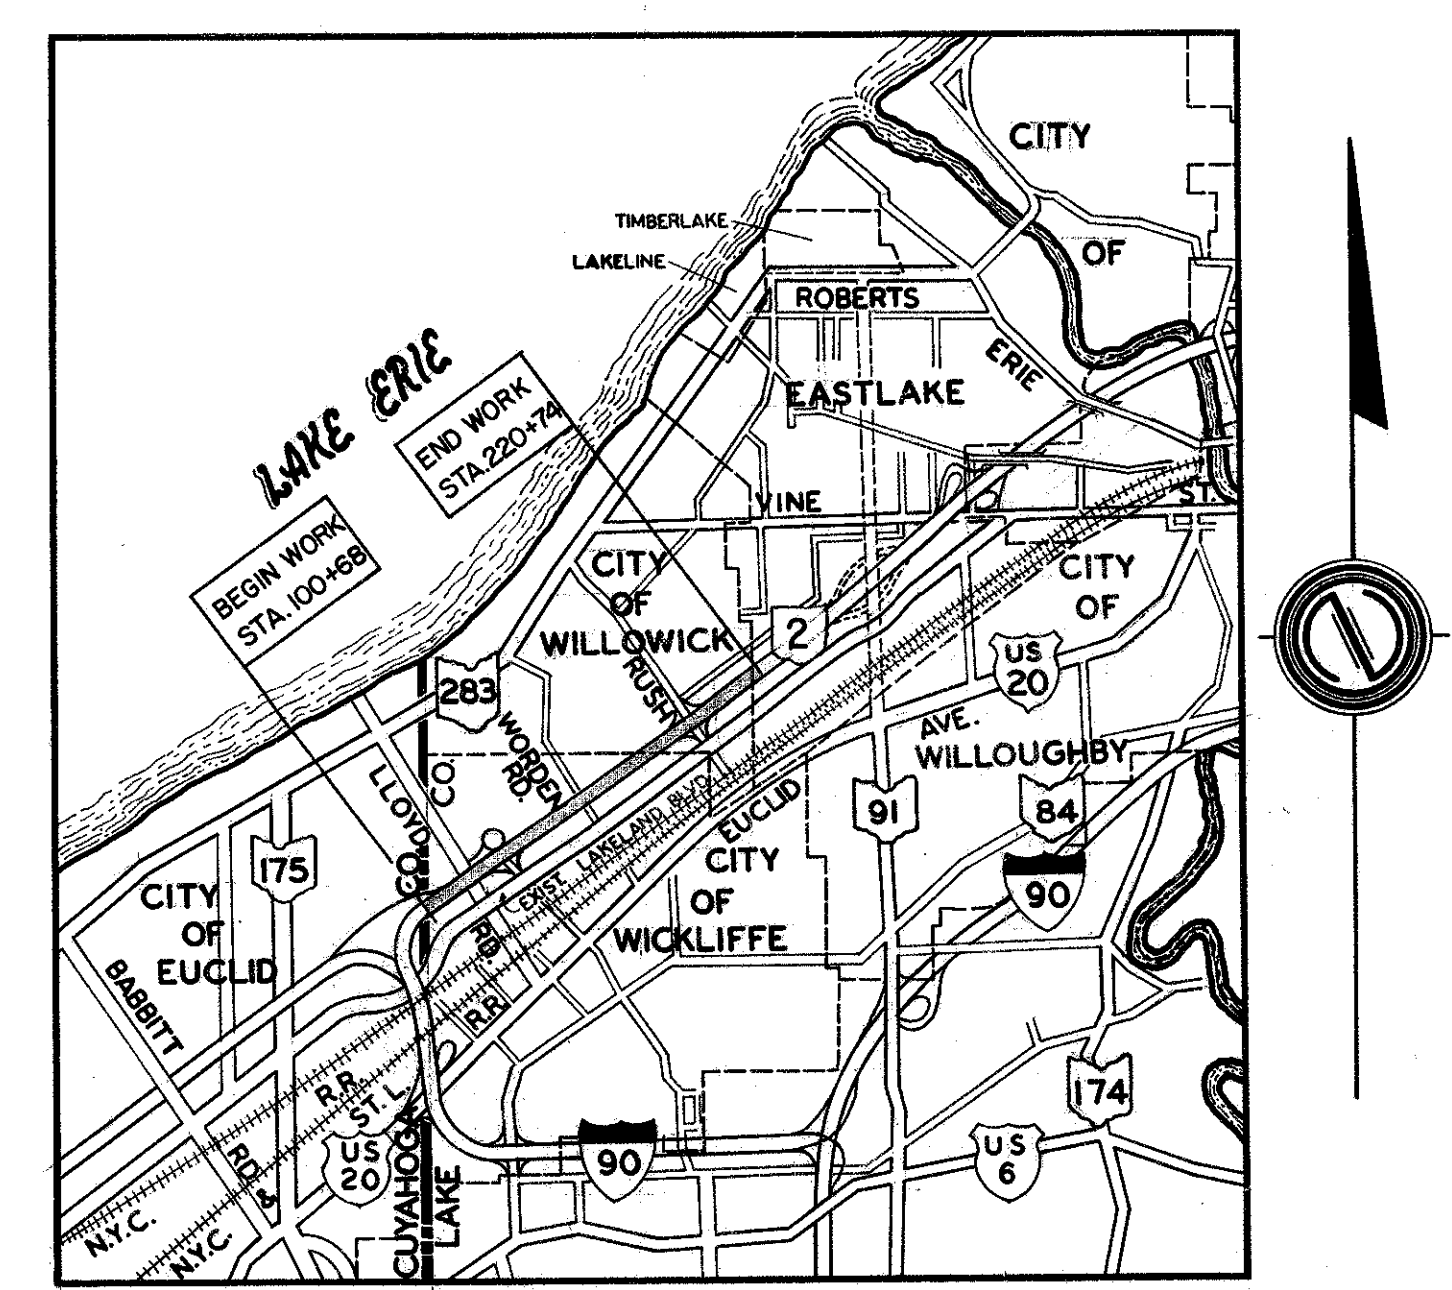 CITY
OF
TIMBERLAKE
LAKELINE
ROBERTS
ERIE
LAKE ERIE
END WORK
STA. 220+74
EASTLAKE
BEGIN WORK
STA. 100+68
VINE
ST.
CITY
OF
WILLOWICK
CITY
OF
WILLOUGHBY
2
US
20
283
RUSH
WORDEN
RD.
AVE.
LLOYD
RD.
CO.
CO.
EXIST. LAKELAND BLVD.
EUCLID
91
84
175
CITY
OF
EUCLID
CITY
OF
WICKLIFFE
90
BABBITT
RD.
R.R.
R.R.
ST. L.
&
US
20
90
174
US
6
N.Y.C.
N.Y.C.
CUYAHOGA
LAKE